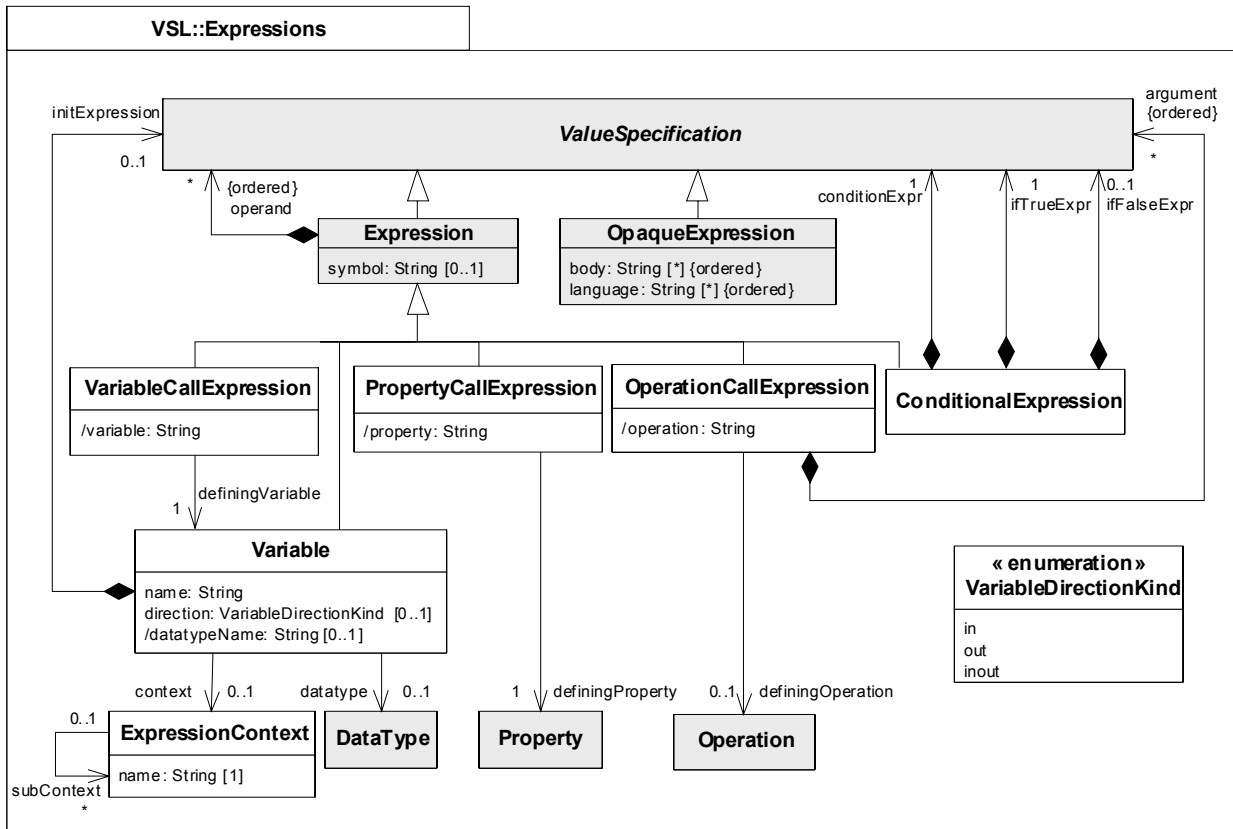 VSL::Expressions
initExpression
argument
{ordered}
ValueSpecification
0..1
*
*
{ordered}
operand
conditionExpr
1
1
ifTrueExpr
0..1
ifFalseExpr
Expression
symbol: String [0..1]
OpaqueExpression
body: String [*] {ordered}
language: String [*] {ordered}
VariableCallExpression
/variable: String
PropertyCallExpression
/property: String
OperationCallExpression
/operation: String
ConditionalExpression
definingVariable
1
Variable
name: String
direction: VariableDirectionKind [0..1]
/datatypeName: String [0..1]
« enumeration »
VariableDirectionKind
in
out
inout
context
0..1
datatype
0..1
1
definingProperty
0..1
definingOperation
0..1
ExpressionContext
name: String [1]
subContext
*
DataType
Property
Operation